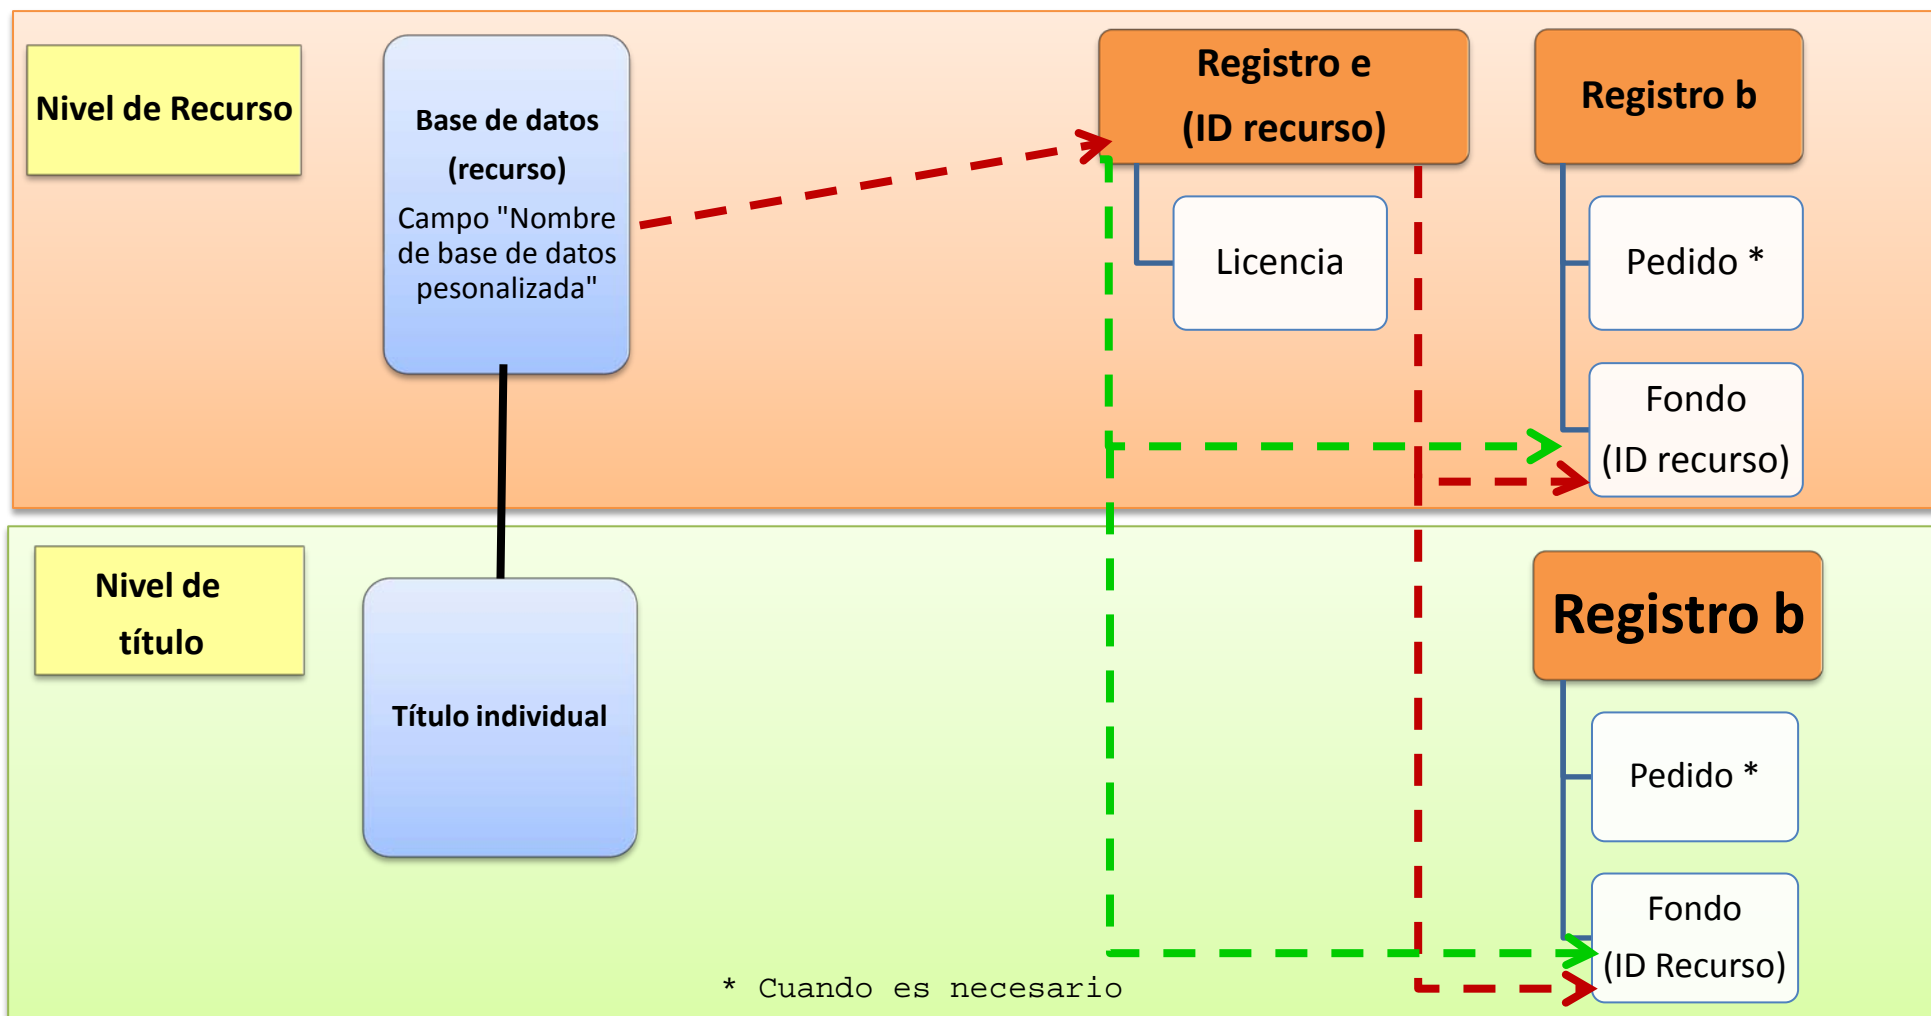 Nivel de Recurso
Base de datos
(recurso)
Campo "Nombre
de base de datos
pesonalizada"
Registro e
(ID recurso)
Licencia
Registro b
Pedido *
Fondo
(ID recurso)
Nivel de
título
Título individual
Registro b
Pedido *
Fondo
(ID Recurso)
* Cuando es necesario